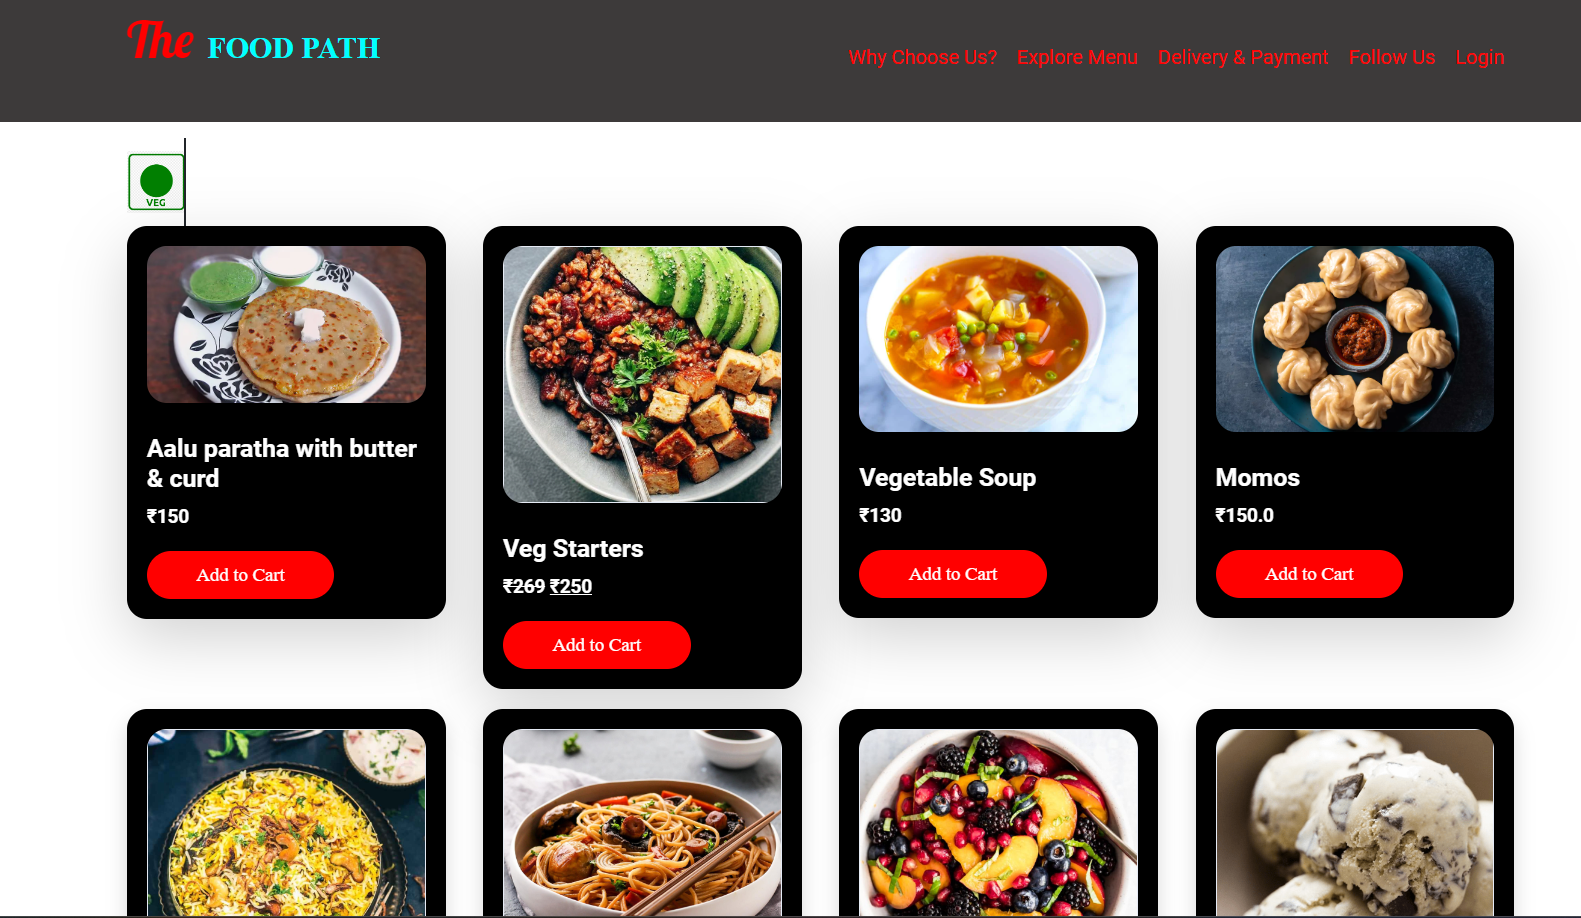 The FOOD PATH
Why Choose Us? Explore Menu Delivery & Payment Follow Us Login
VEG
Aalu paratha with butter
& curd
₹150
Add to Cart
Veg Starters
₹269 ₹250
Add to Cart
Vegetable Soup
₹130
Add to Cart
Momos
₹150.0
Add to Cart